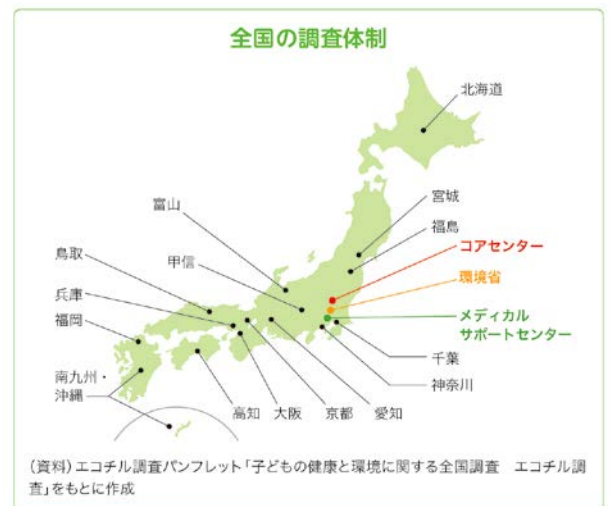 全国の調査体制
北海道
宮城
福島
コアセンター
環境省
メディカル
サポートセンター
千葉
神奈川
富山
甲信
鳥取
兵庫
福岡
南九州・
沖縄
高知
大阪
京都
愛知
(資料)エコチル調査パンフレット「子どもの健康と環境に関する全国調査　エコチル調
査」をもとに作成